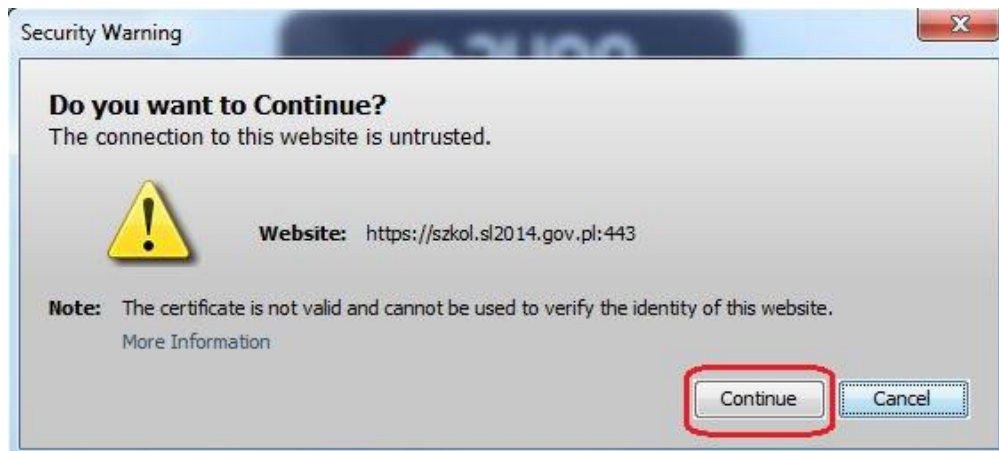 Security Warning
Do you want to Continue?
The connection to this website is untrusted.
Website: https://szkol.sl2014.gov.pl:443
Note: The certificate is not valid and cannot be used to verify the identity of this website.
More Information
Continue Cancel